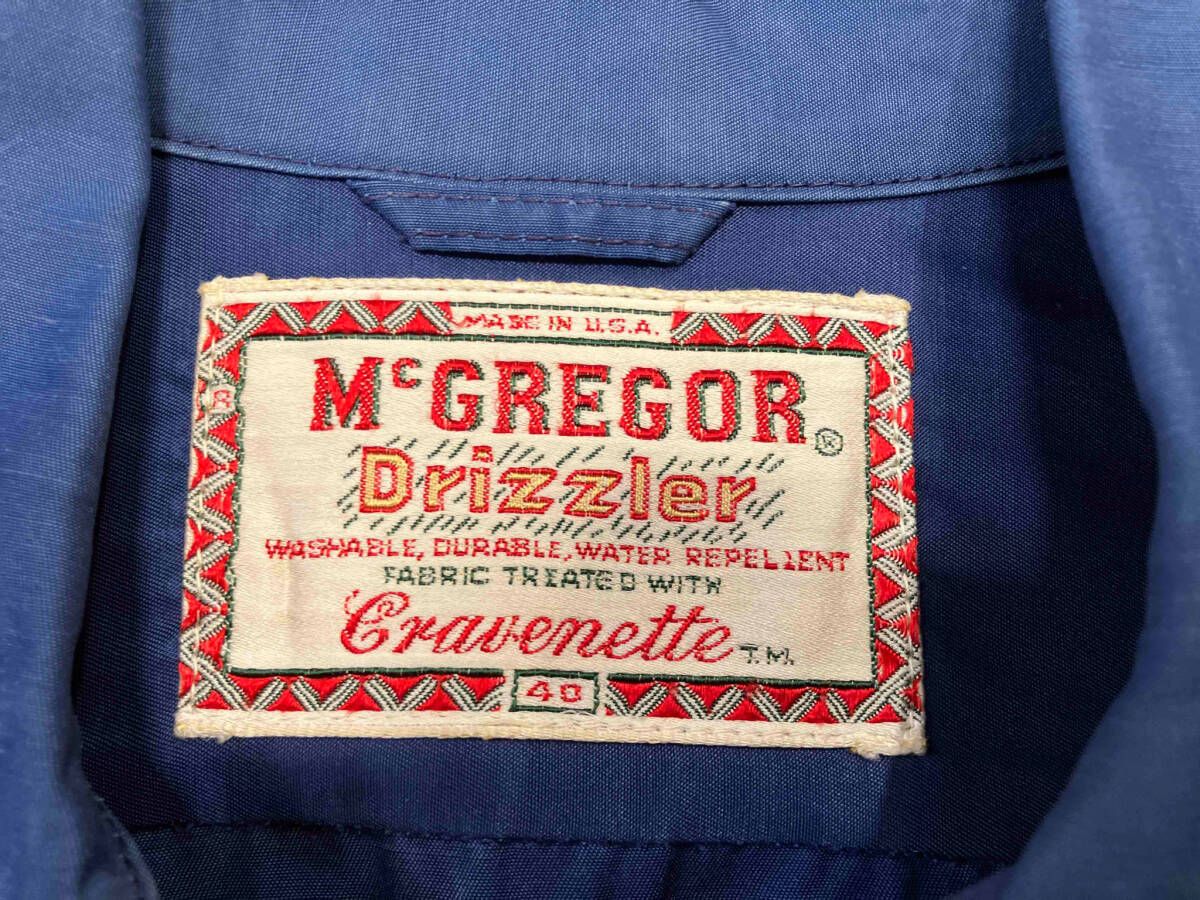 MADE IN U.S.A.
McGREGOR®
Drizzler
WASHABLE, DURABLE, WATER REPELLENT
FABRIC TREATED WITH
Cravenette T.M.
40